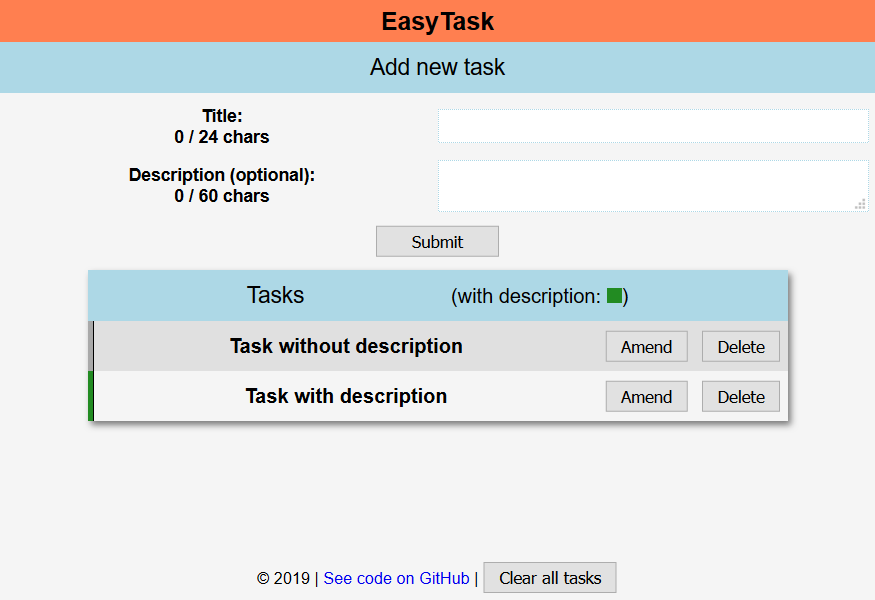 EasyTask
Add new task
Title:
0 / 24 chars
Description (optional):
0 / 60 chars
Submit
Tasks (with description: )
Task without description Amend Delete
Task with description Amend Delete
© 2019 | See code on GitHub | Clear all tasks